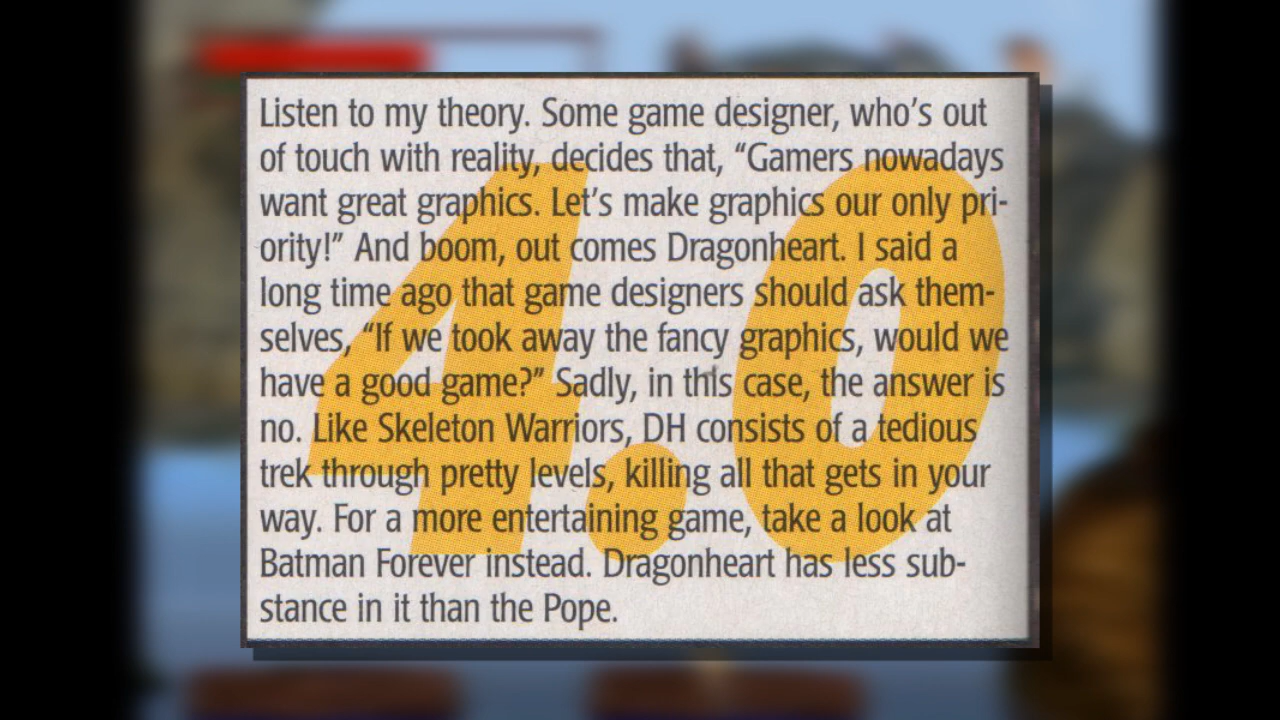 Listen to my theory. Some game designer, who's out
of touch with reality, decides that, “Gamers nowadays
want great graphics. Let's make graphics our only pri-
ority!” And boom, out comes Dragonheart. I said a
long time ago that game designers should ask them-
selves, “If we took away the fancy graphics, would we
have a good game?” Sadly, in this case, the answer is
no. Like Skeleton Warriors, DH consists of a tedious
trek through pretty levels, killing all that gets in your
way. For a more entertaining game, take a look at
Batman Forever instead. Dragonheart has less sub-
stance in it than the Pope.
4.0